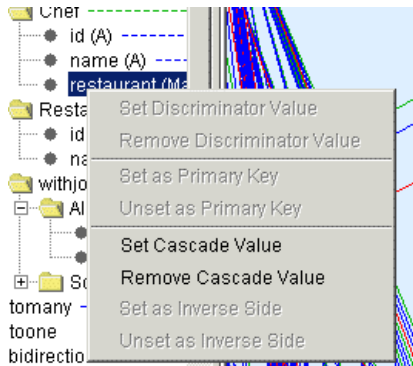 Chef
id (A)
name (A)
restaurant (Ma
Resta
Set Discriminator Value
Remove Discriminator Value
id
na
Set as Primary Key
withjo
Unset as Primary Key
Al
Set Cascade Value
Remove Cascade Value
Sc
tomany
Set as Inverse Side
toone
Unset as Inverse Side
bidirectio